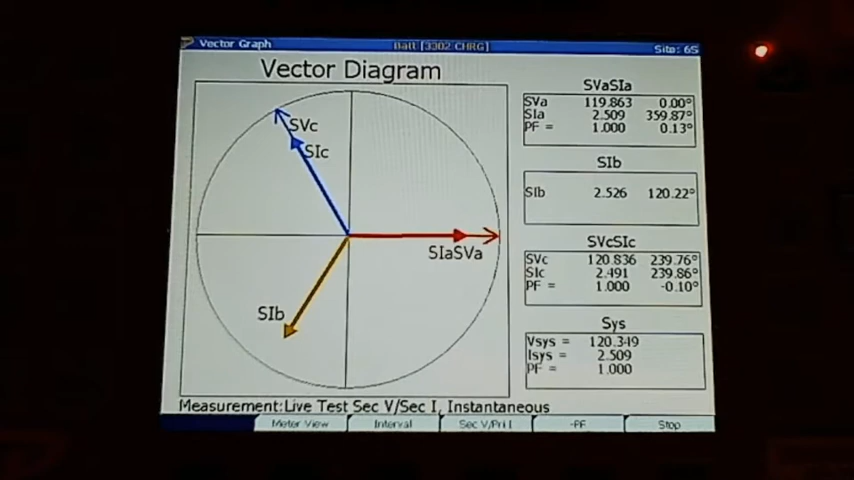 Vector Graph
Ball [3302 CHRG]
Site: 6S
Vector Diagram
SVc
SIc
SIaSVa
SIb
SVaSIa
SVa 119.863 0.00°
SIa 2.509 359.87°
PF = 1.000 0.13°
SIb
SIb 2.526 120.22°
SVcSIc
SVc 120.836 239.76°
SIc 2.491 239.86°
PF = 1.000 -0.10°
Sys
Vsys = 120.349
Isys = 2.509
PF = 1.000
Measurement:Live Test Sec V/Sec I, Instantaneous
Meter View
Interval
Sec V/Pri I
-PF
Stop